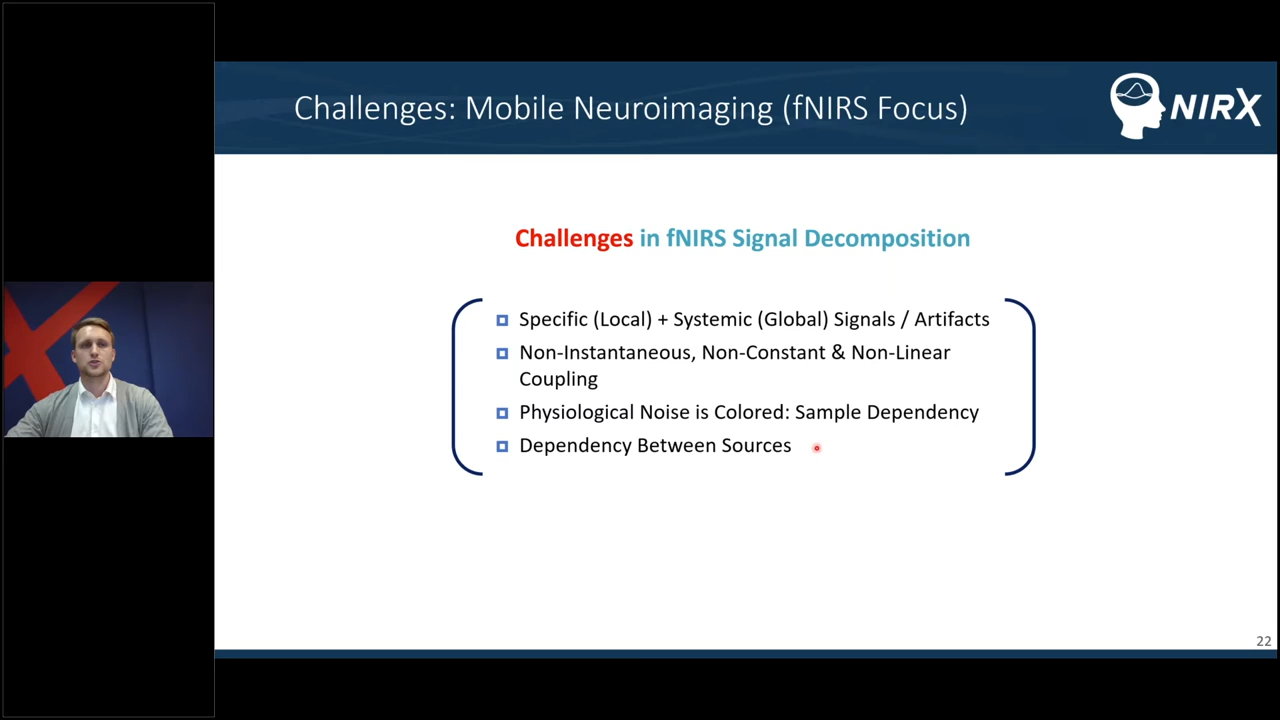 Challenges: Mobile Neuroimaging (fNIRS Focus)
NIRX
Challenges in fNIRS Signal Decomposition
Specific (Local) + Systemic (Global) Signals / Artifacts
Non-Instantaneous, Non-Constant & Non-Linear
Coupling
Physiological Noise is Colored: Sample Dependency
Dependency Between Sources
22